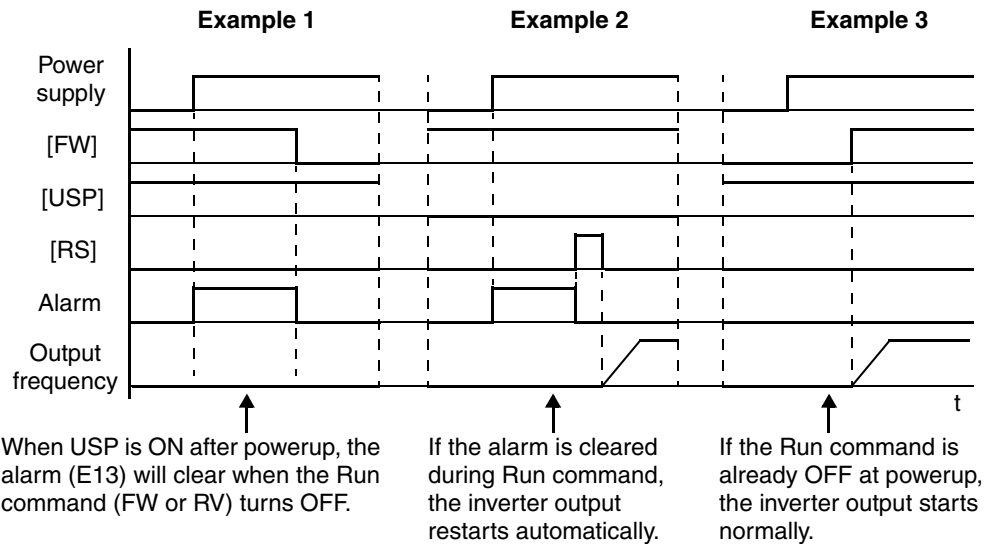 Example 1
Example 2
Example 3
Power
supply
[FW]
[USP]
[RS]
Alarm
Output
frequency
t
When USP is ON after powerup, the
alarm (E13) will clear when the Run
command (FW or RV) turns OFF.
If the alarm is cleared
during Run command,
the inverter output
restarts automatically.
If the Run command is
already OFF at powerup,
the inverter output starts
normally.